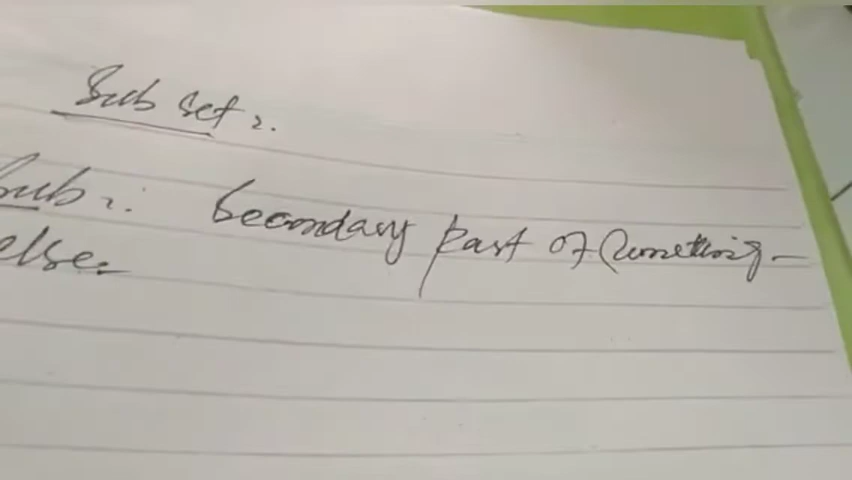 Sub set :-
Sub :- Secondary part of something -
else.